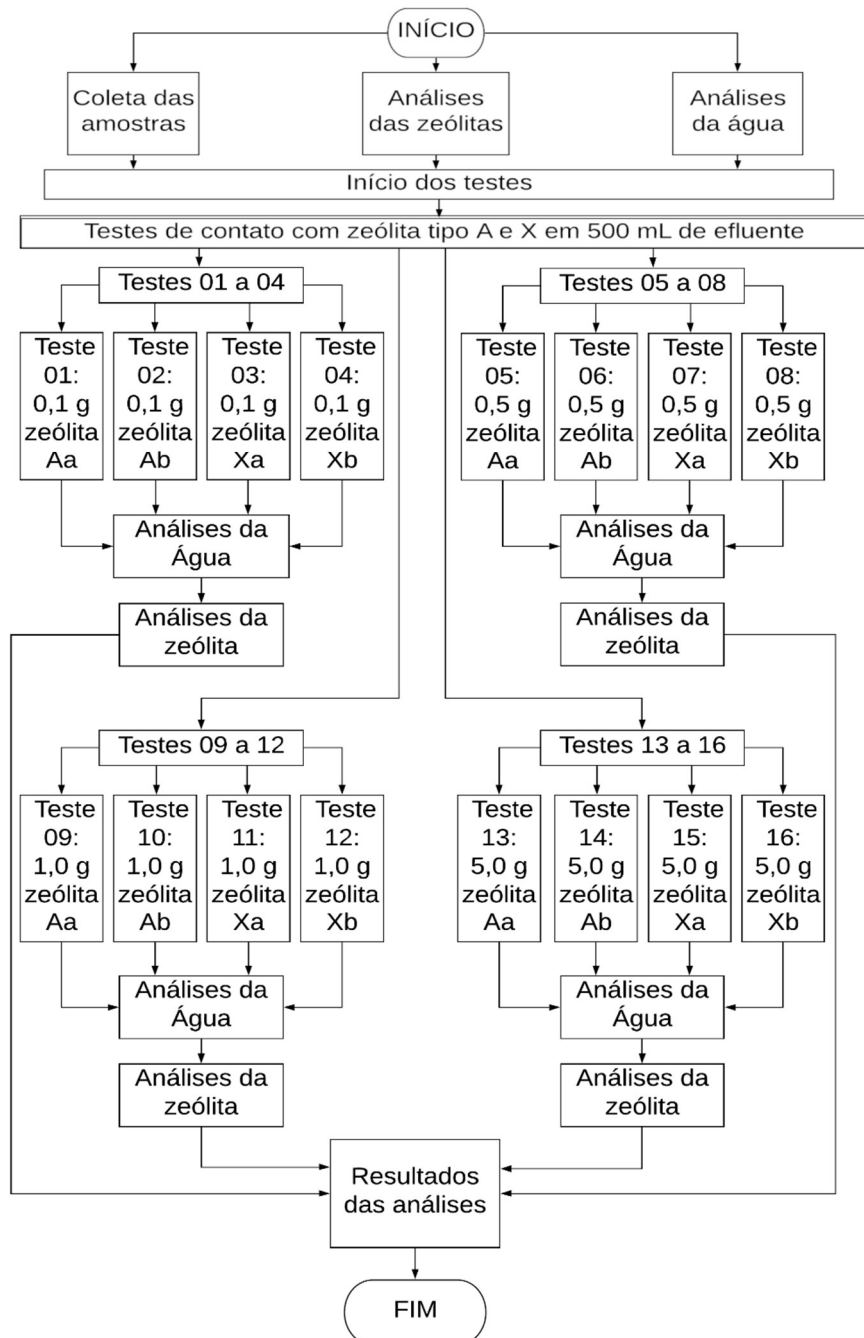 INÍCIO
Coleta das
amostras
Análises
das zeólitas
Análises
da água
Início dos testes
Testes de contato com zeólita tipo A e X em 500 mL de efluente
Testes 01 a 04
Teste
01:
0,1 g
zeólita
Aa
Teste
02:
0,1 g
zeólita
Ab
Teste
03:
0,1 g
zeólita
Xa
Teste
04:
0,1 g
zeólita
Xb
Análises da
Água
Análises da
zeólita
Testes 05 a 08
Teste
05:
0,5 g
zeólita
Aa
Teste
06:
0,5 g
zeólita
Ab
Teste
07:
0,5 g
zeólita
Xa
Teste
08:
0,5 g
zeólita
Xb
Análises da
Água
Análises da
zeólita
Testes 09 a 12
Teste
09:
1,0 g
zeólita
Aa
Teste
10:
1,0 g
zeólita
Ab
Teste
11:
1,0 g
zeólita
Xa
Teste
12:
1,0 g
zeólita
Xb
Análises da
Água
Análises da
zeólita
Testes 13 a 16
Teste
13:
5,0 g
zeólita
Aa
Teste
14:
5,0 g
zeólita
Ab
Teste
15:
5,0 g
zeólita
Xa
Teste
16:
5,0 g
zeólita
Xb
Análises da
Água
Análises da
zeólita
Resultados
das análises
FIM